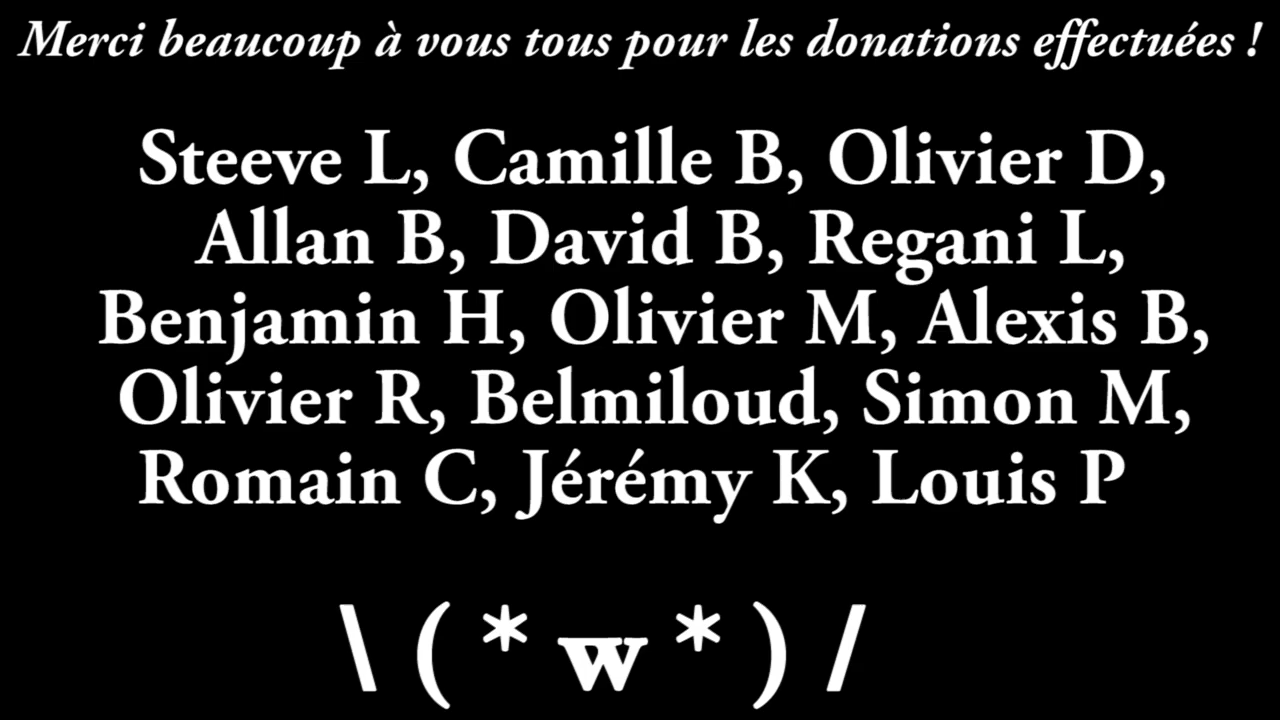 Merci beaucoup à vous tous pour les donations effectuées !
Steeve L, Camille B, Olivier D,
Allan B, David B, Regani L,
Benjamin H, Olivier M, Alexis B,
Olivier R, Belmiloud, Simon M,
Romain C, Jérémy K, Louis P
\ ( * w * ) /